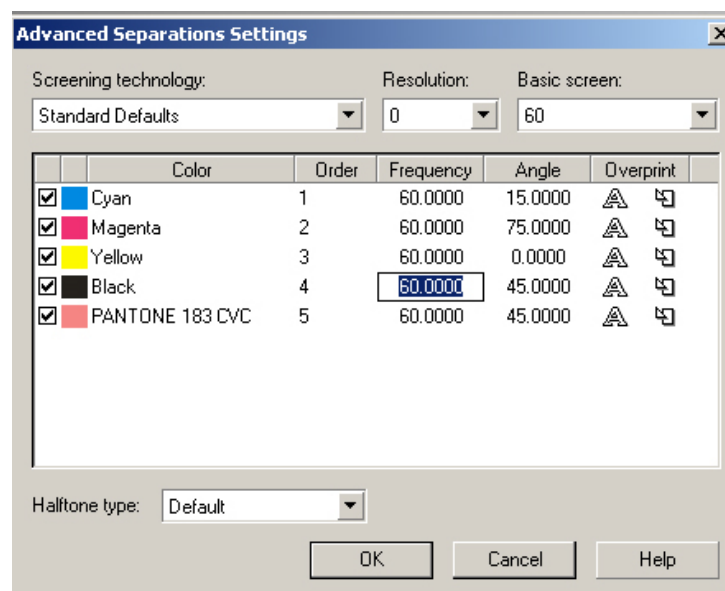 Advanced Separations Settings
Screening technology: Resolution: Basic screen:
Standard Defaults 0 60
Color Order Frequency Angle Overprint
Cyan 1 60.0000 15.0000
Magenta 2 60.0000 75.0000
Yellow 3 60.0000 0.0000
Black 4 60.0000 45.0000
PANTONE 183 CVC 5 60.0000 45.0000
Halftone type: Default
OK Cancel Help